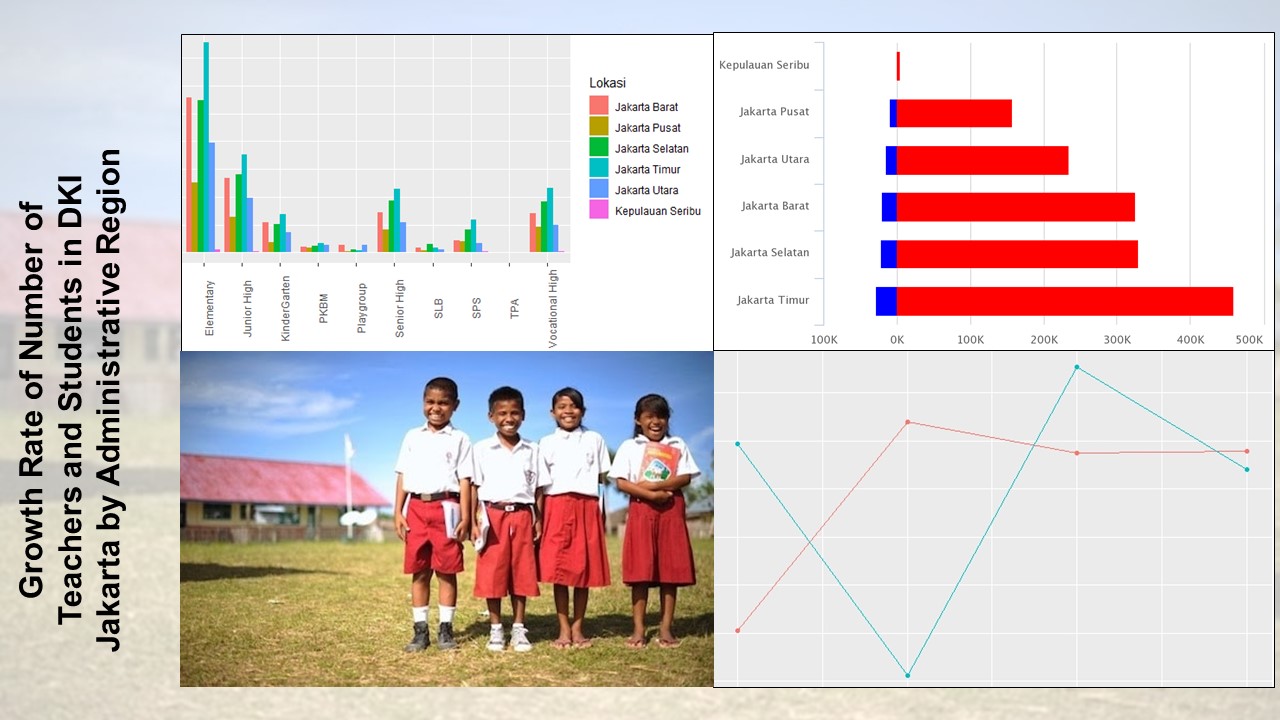 Growth Rate of Number of
Teachers and Students in DKI
Jakarta by Administrative Region
Lokasi
Jakarta Barat
Jakarta Pusat
Jakarta Selatan
Jakarta Timur
Jakarta Utara
Kepulauan Seribu
Elementary
Junior High
KinderGarten
PKBM
Playgroup
Senior High
SLB
SPS
TPA
Vocational High
Kepulauan Seribu
Jakarta Pusat
Jakarta Utara
Jakarta Barat
Jakarta Selatan
Jakarta Timur
100K 0K 100K 200K 300K 400K 500K